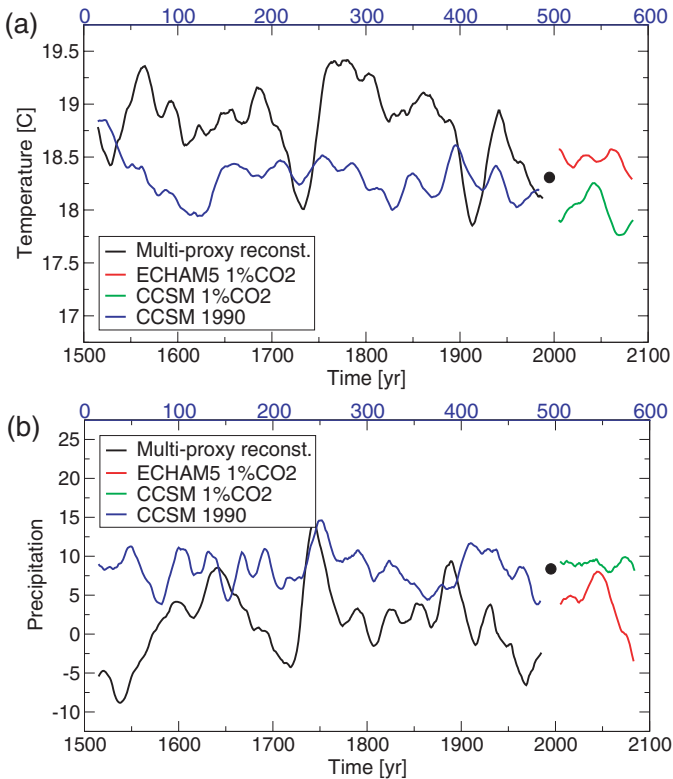 (a)
0 100 200 300 400 500 600
19.5
19
18.5
18
17.5
17
Temperature [C]
Multi-proxy reconst.
ECHAM5 1%CO2
CCSM 1%CO2
CCSM 1990
1500 1600 1700 1800 1900 2000 2100
Time [yr]
(b)
0 100 200 300 400 500 600
25
20
15
10
5
0
-5
-10
Precipitation
Multi-proxy reconst.
ECHAM5 1%CO2
CCSM 1%CO2
CCSM 1990
1500 1600 1700 1800 1900 2000 2100
Time [yr]